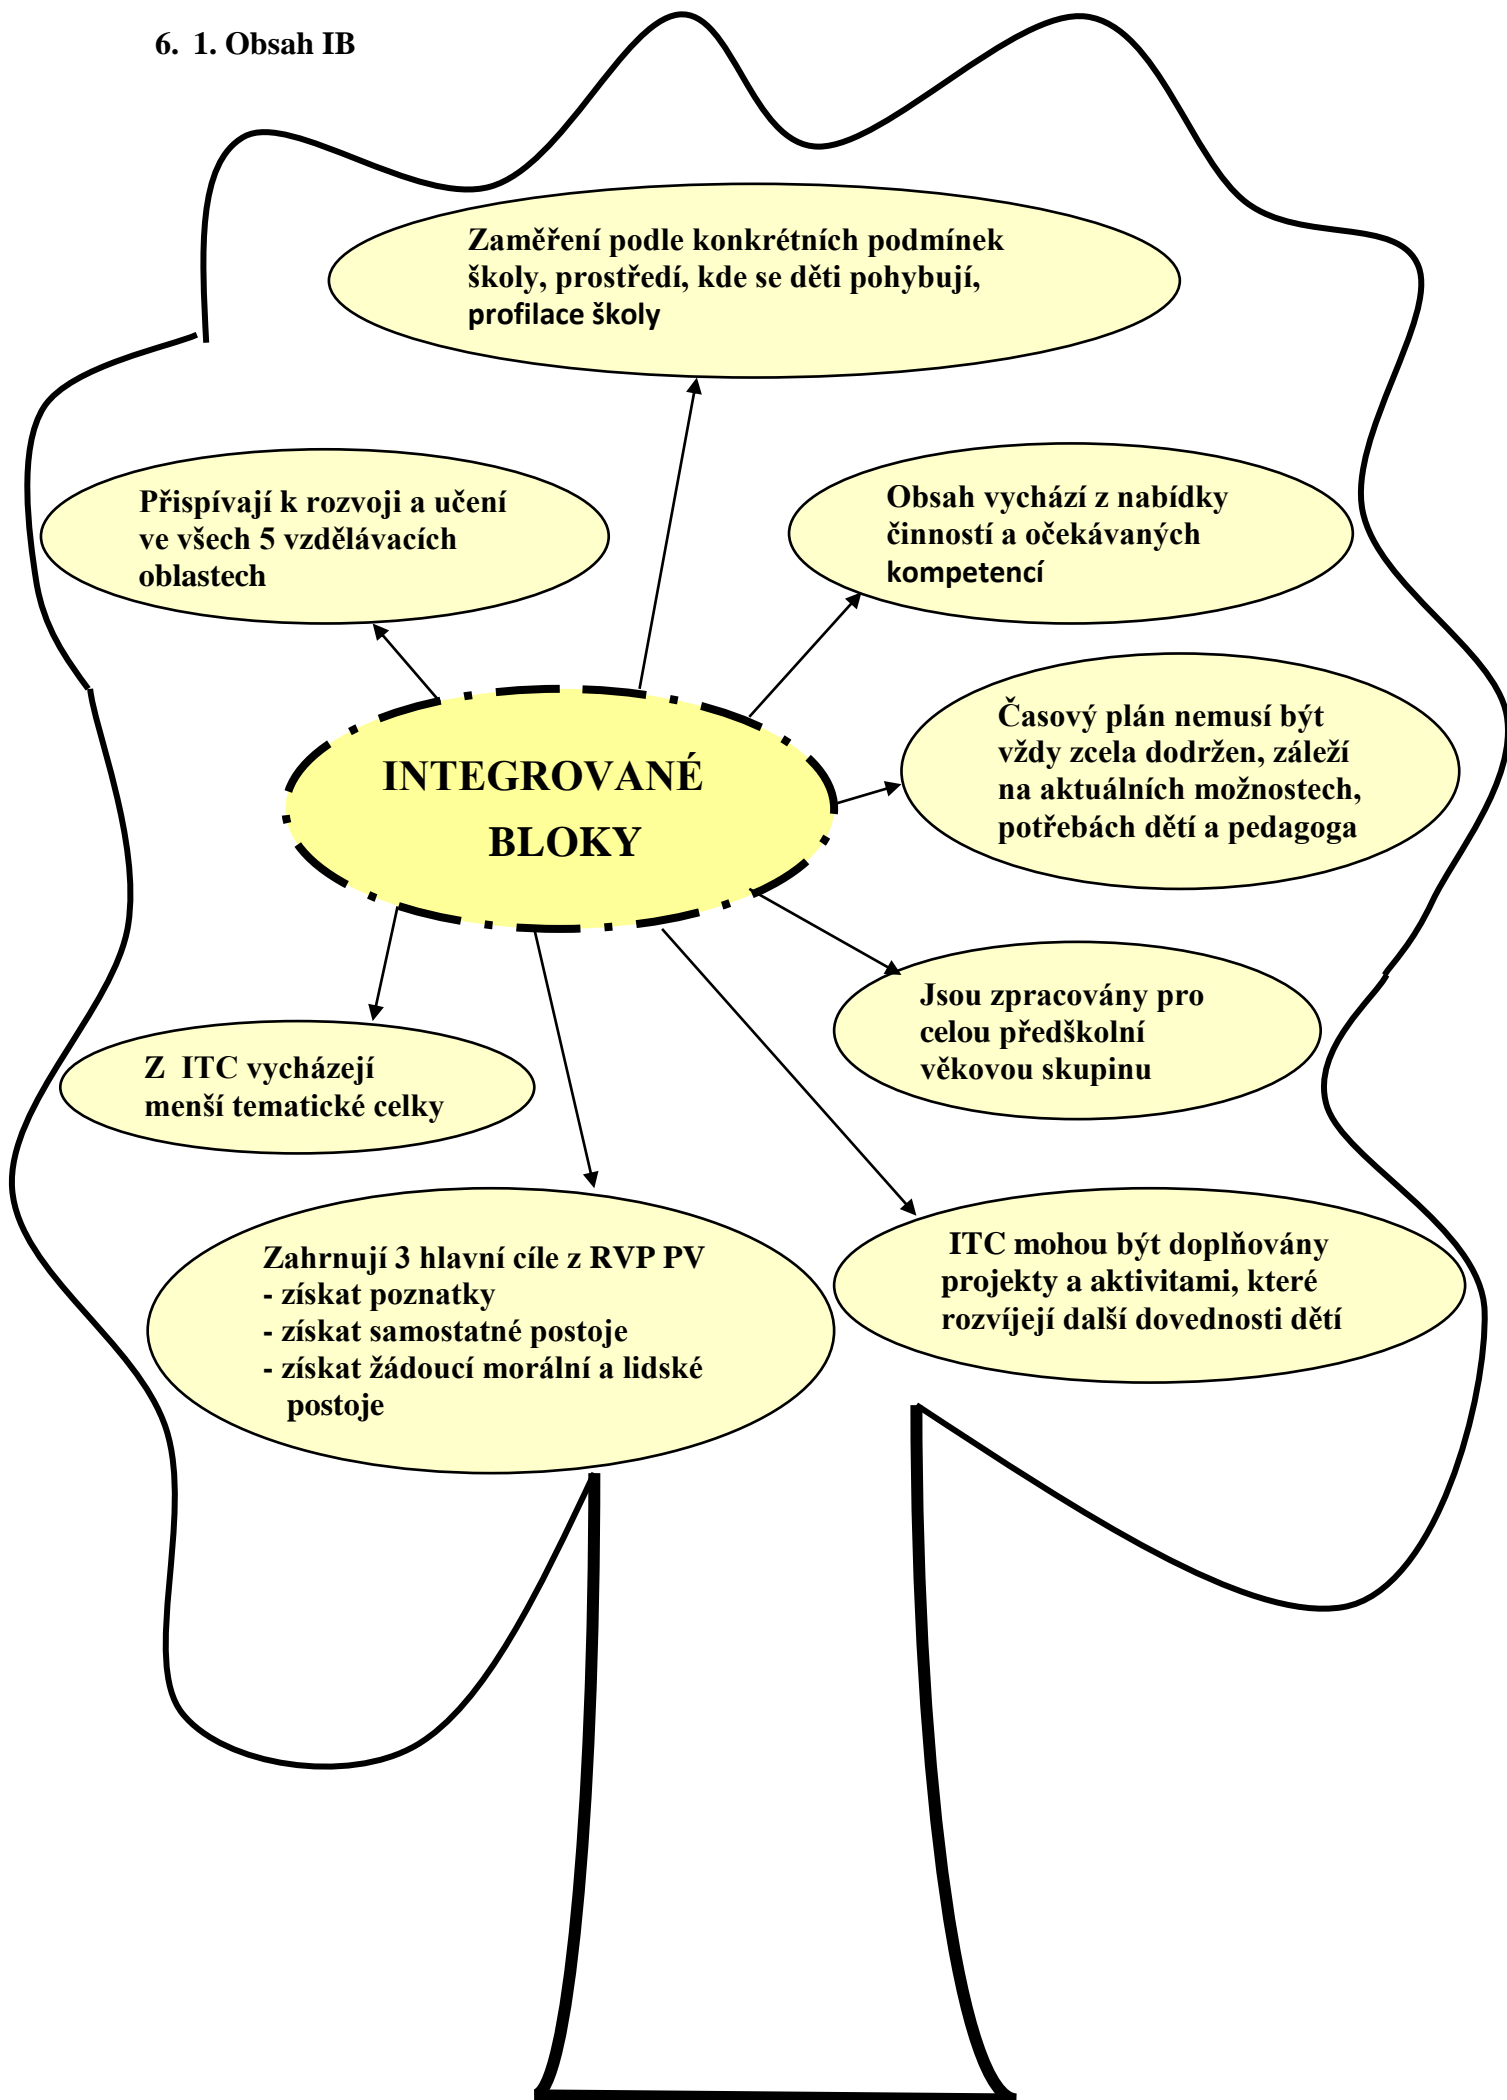 6. 1. Obsah IB
Zaměření podle konkrétních podmínek
školy, prostředí, kde se děti pohybují,
profilace školy
Přispívají k rozvoji a učení
ve všech 5 vzdělávacích
oblastech
Obsah vychází z nabídky
činností a očekávaných
kompetencí
Časový plán nemusí být
vždy zcela dodržen, záleží
na aktuálních možnostech,
potřebách dětí a pedagoga
INTEGROVANÉ
BLOKY
Jsou zpracovány pro
celou předškolní
věkovou skupinu
Z ITC vycházejí
menší tematické celky
Zahrnují 3 hlavní cíle z RVP PV
- získat poznatky
- získat samostatné postoje
- získat žádoucí morální a lidské
postoje
ITC mohou být doplňovány
projekty a aktivitami, které
rozvíjejí další dovednosti dětí